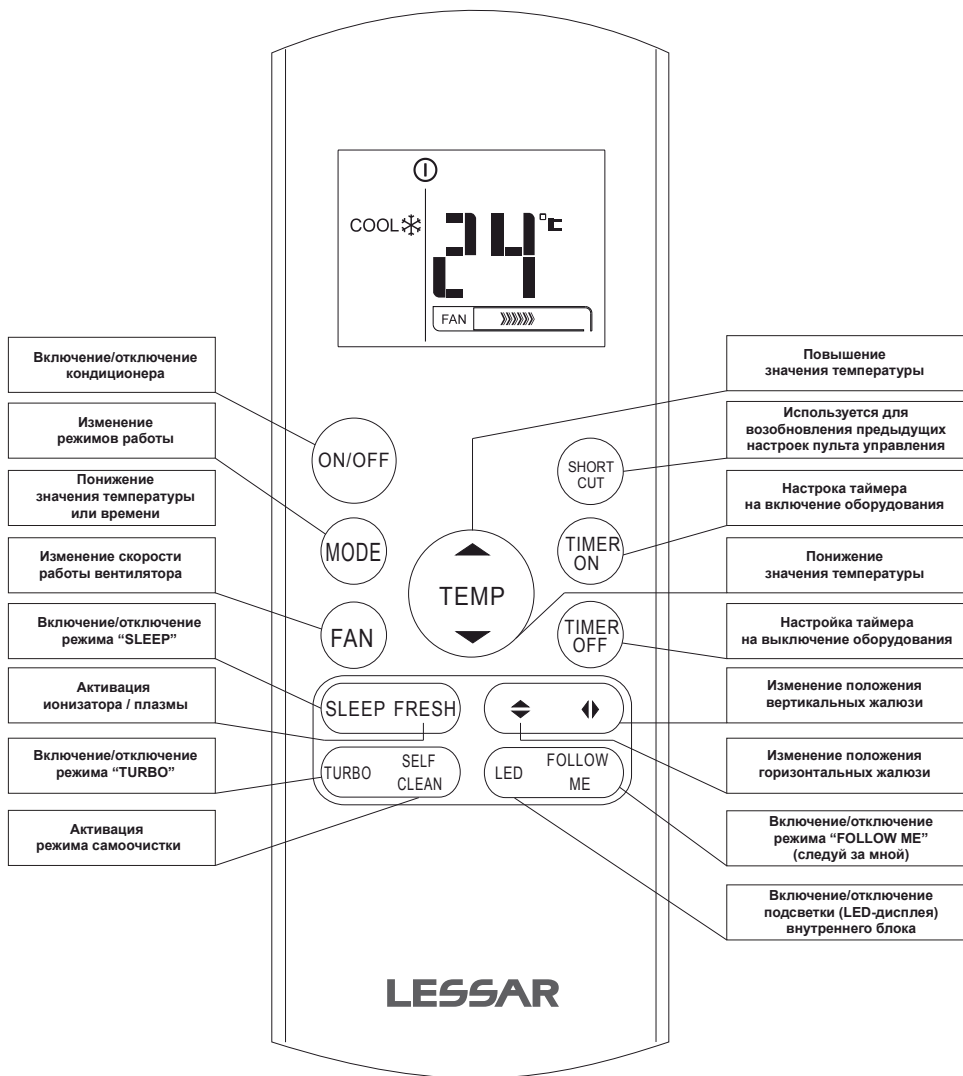 COOL
24 °C
FAN
Включение/отключение
кондиционера
Изменение
режимов работы
Понижение
значения температуры
или времени
Изменение скорости
работы вентилятора
Включение/отключение
режима “SLEEP”
Активация
ионизатора / плазмы
Включение/отключение
режима “TURBO”
Активация
режима самоочистки
ON/OFF
MODE
FAN
TEMP
SHORT
CUT
TIMER
ON
TIMER
OFF
SLEEP FRESH
TURBO
SELF
CLEAN
LED
FOLLOW
ME
Повышение
значения температуры
Используется для
возобновления предыдущих
настроек пульта управления
Настрока таймера
на включение оборудования
Понижение
значения температуры
Настройка таймера
на выключение оборудования
Изменение положения
вертикальных жалюзи
Изменение положения
горизонтальных жалюзи
Включение/отключение
режима “FOLLOW ME”
(следуй за мной)
Включение/отключение
подсветки (LED-дисплея)
внутреннего блока
LESSAR